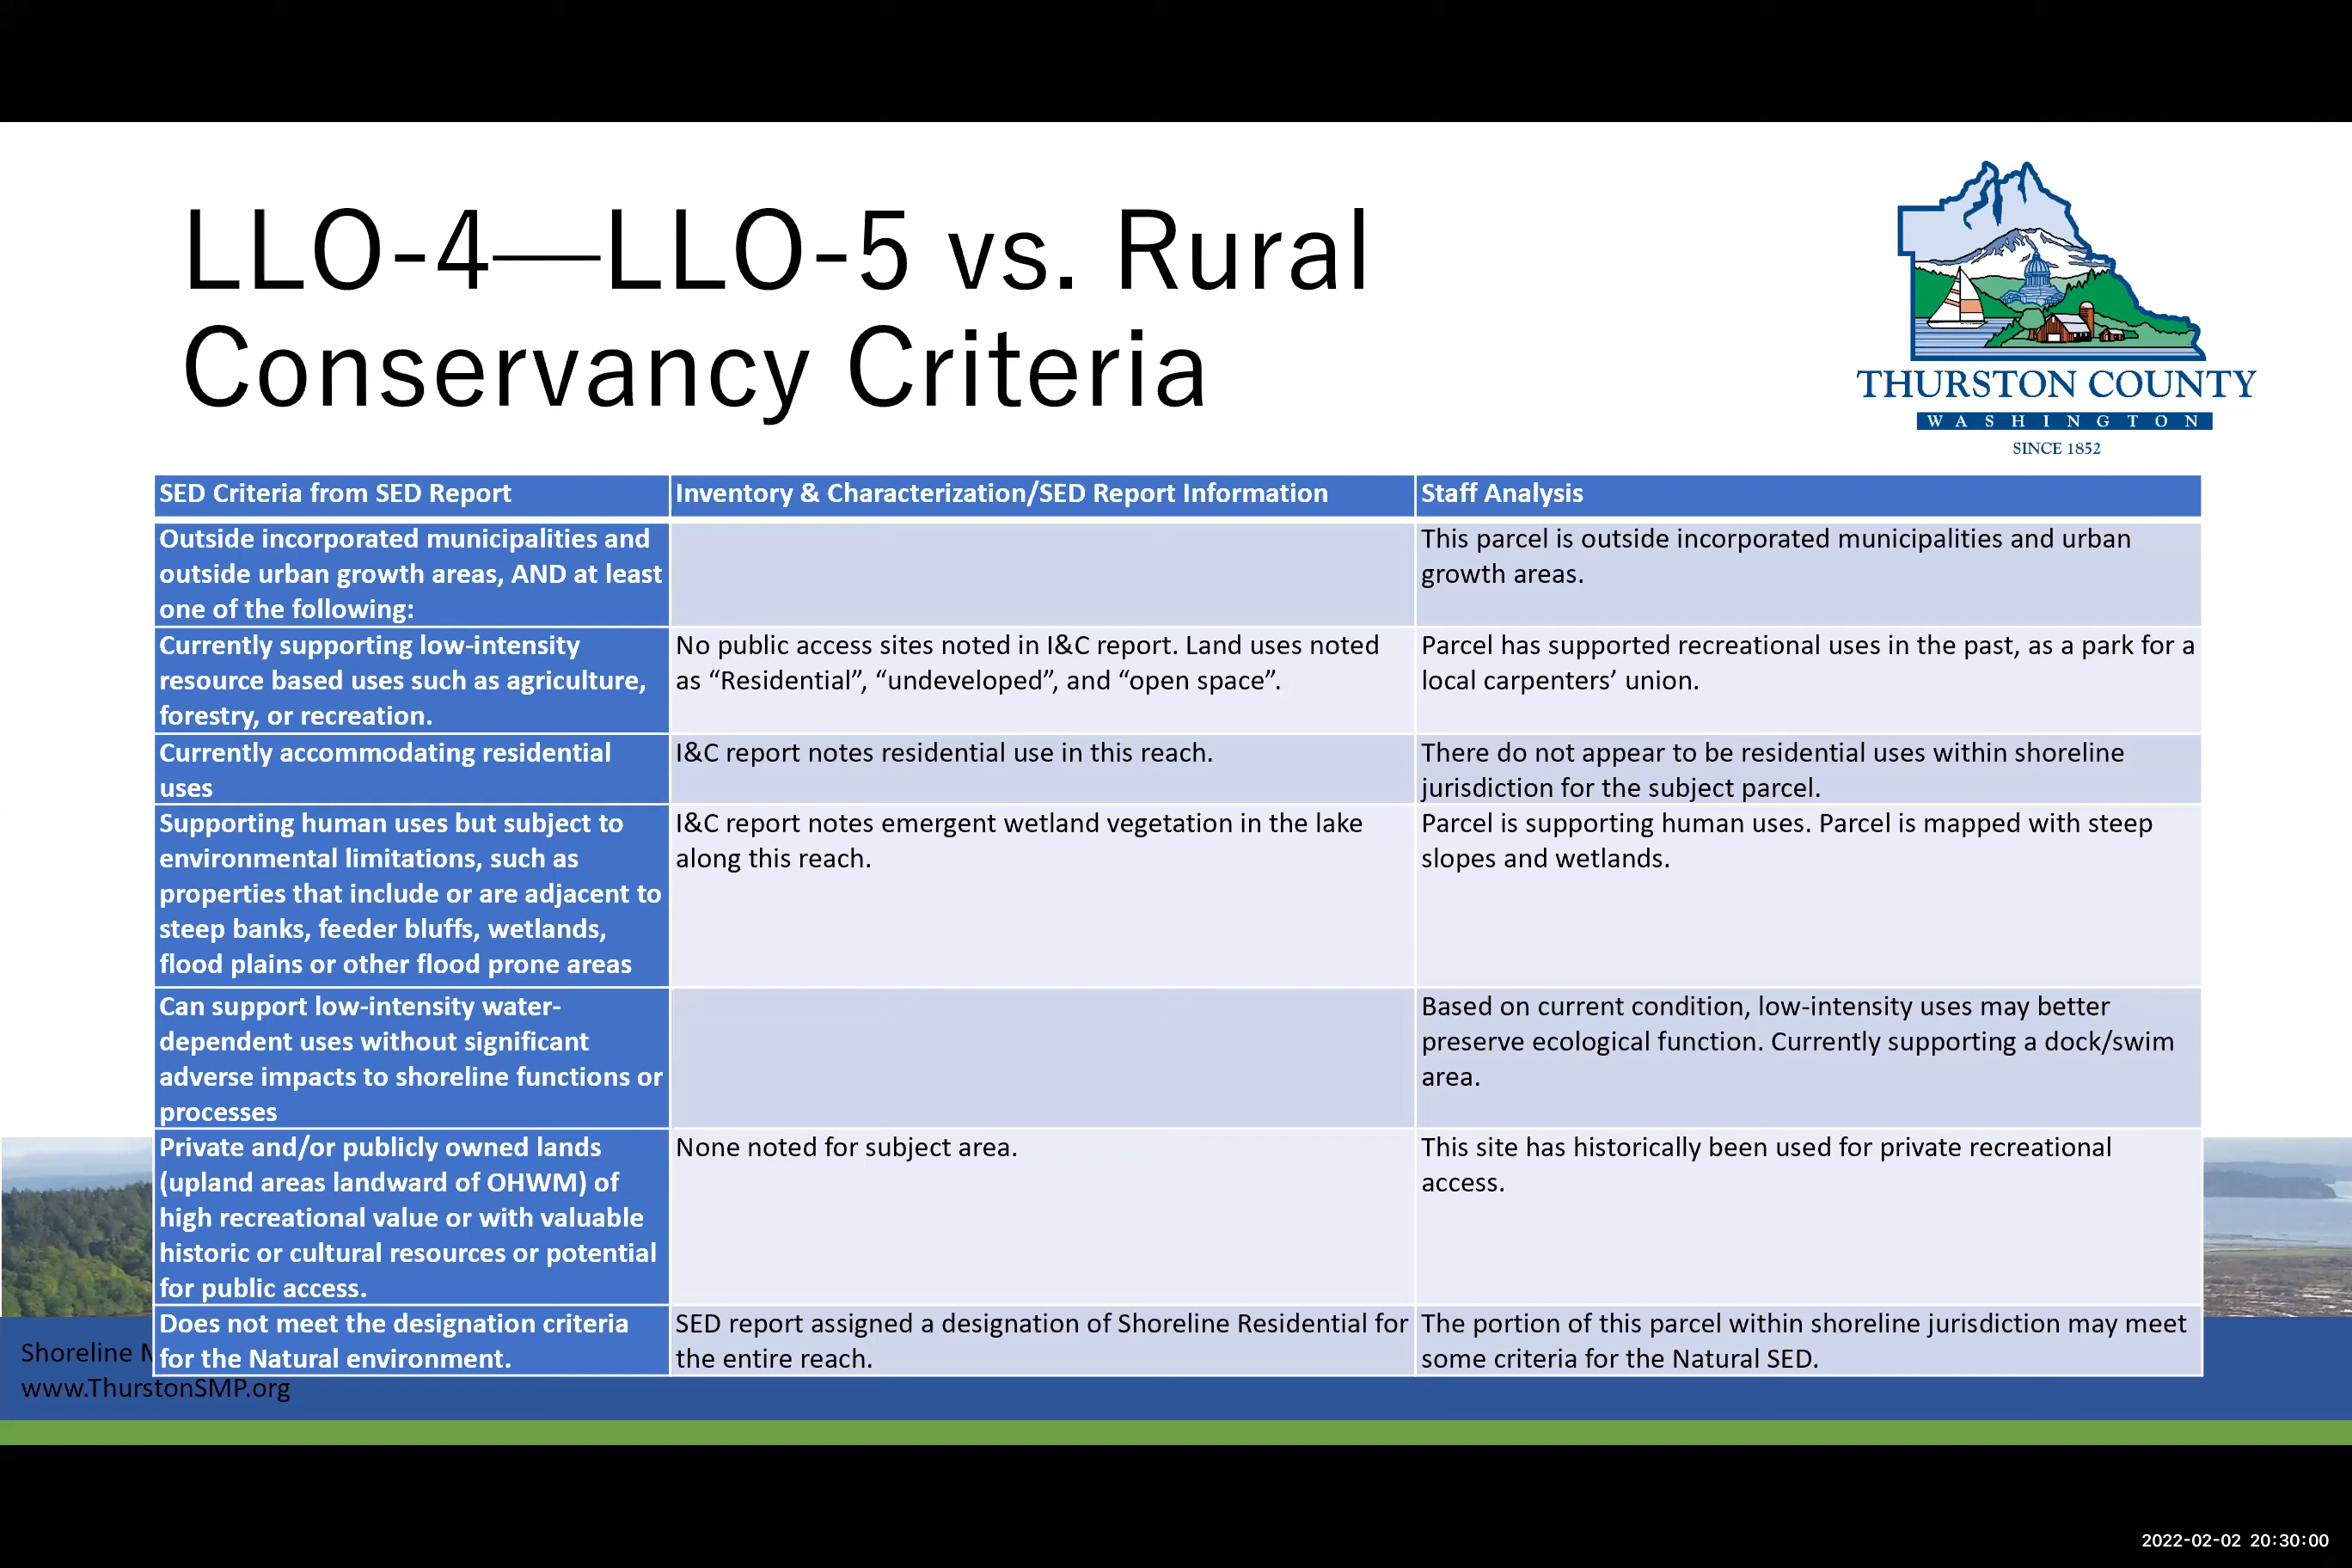 LLO-4—LLO-5 vs. Rural
Conservancy Criteria
THURSTON COUNTY
WASHINGTON
SINCE 1852
SED Criteria from SED Report
Inventory & Characterization/SED Report Information
Staff Analysis
Outside incorporated municipalities and
outside urban growth areas, AND at least
one of the following:
This parcel is outside incorporated municipalities and urban
growth areas.
Currently supporting low-intensity
resource based uses such as agriculture,
forestry, or recreation.
No public access sites noted in I&C report. Land uses noted
as “Residential”, “undeveloped”, and “open space”.
Parcel has supported recreational uses in the past, as a park for a
local carpenters’ union.
Currently accommodating residential
uses
I&C report notes residential use in this reach.
There do not appear to be residential uses within shoreline
jurisdiction for the subject parcel.
Supporting human uses but subject to
environmental limitations, such as
properties that include or are adjacent to
steep banks, feeder bluffs, wetlands,
flood plains or other flood prone areas
I&C report notes emergent wetland vegetation in the lake
along this reach.
Parcel is supporting human uses. Parcel is mapped with steep
slopes and wetlands.
Can support low-intensity water-
dependent uses without significant
adverse impacts to shoreline functions or
processes
Based on current condition, low-intensity uses may better
preserve ecological function. Currently supporting a dock/swim
area.
Private and/or publicly owned lands
(upland areas landward of OHWM) of
high recreational value or with valuable
historic or cultural resources or potential
for public access.
None noted for subject area.
This site has historically been used for private recreational
access.
Does not meet the designation criteria
for the Natural environment.
SED report assigned a designation of Shoreline Residential for
the entire reach.
The portion of this parcel within shoreline jurisdiction may meet
some criteria for the Natural SED.
Shoreline
www.ThurstonSMP.org
2022-02-02 20:30:00